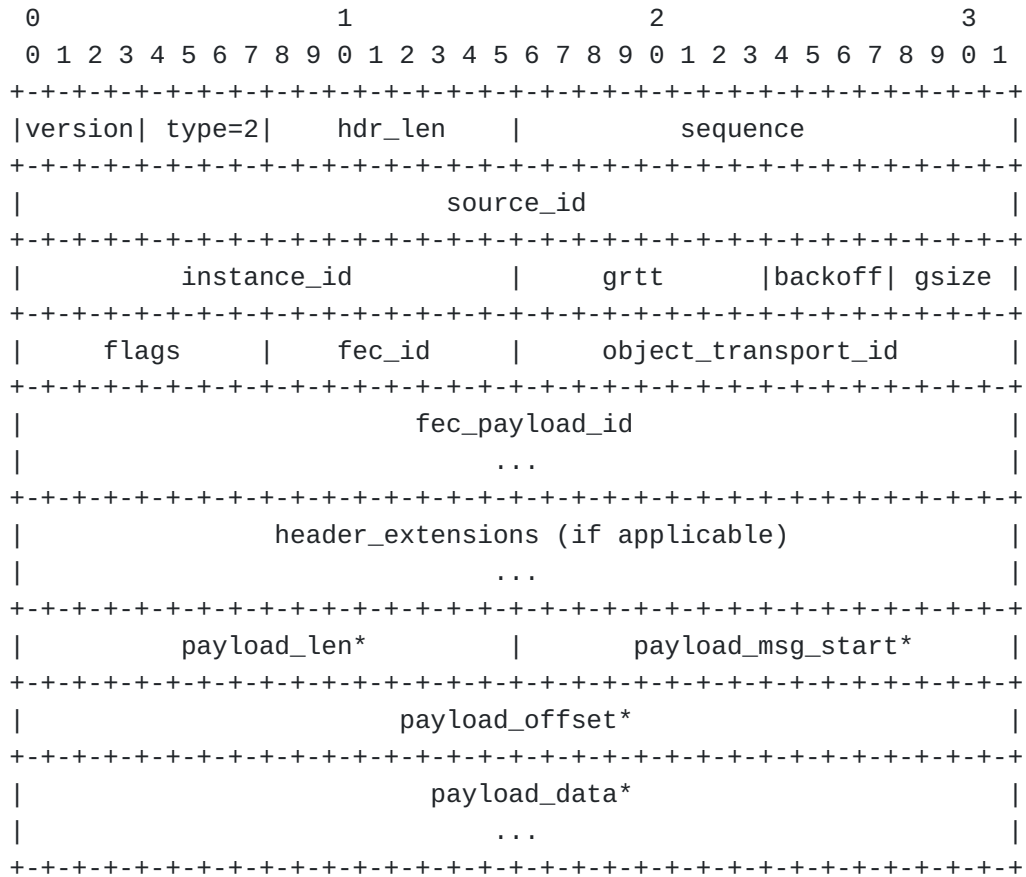 0                   1                   2                   3
 0 1 2 3 4 5 6 7 8 9 0 1 2 3 4 5 6 7 8 9 0 1 2 3 4 5 6 7 8 9 0 1
+-+-+-+-+-+-+-+-+-+-+-+-+-+-+-+-+-+-+-+-+-+-+-+-+-+-+-+-+-+-+-+-+
|version| type=2|    hdr_len    |          sequence             |
+-+-+-+-+-+-+-+-+-+-+-+-+-+-+-+-+-+-+-+-+-+-+-+-+-+-+-+-+-+-+-+-+
|                           source_id                           |
+-+-+-+-+-+-+-+-+-+-+-+-+-+-+-+-+-+-+-+-+-+-+-+-+-+-+-+-+-+-+-+-+
|          instance_id          |     grtt      |backoff| gsize |
+-+-+-+-+-+-+-+-+-+-+-+-+-+-+-+-+-+-+-+-+-+-+-+-+-+-+-+-+-+-+-+-+
|     flags     |    fec_id     |     object_transport_id       |
+-+-+-+-+-+-+-+-+-+-+-+-+-+-+-+-+-+-+-+-+-+-+-+-+-+-+-+-+-+-+-+-+
|                         fec_payload_id                        |
|                              ...                              |
+-+-+-+-+-+-+-+-+-+-+-+-+-+-+-+-+-+-+-+-+-+-+-+-+-+-+-+-+-+-+-+-+
|                header_extensions (if applicable)              |
|                              ...                              |
+-+-+-+-+-+-+-+-+-+-+-+-+-+-+-+-+-+-+-+-+-+-+-+-+-+-+-+-+-+-+-+-+
|          payload_len*         |       payload_msg_start*      |
+-+-+-+-+-+-+-+-+-+-+-+-+-+-+-+-+-+-+-+-+-+-+-+-+-+-+-+-+-+-+-+-+
|                        payload_offset*                        |
+-+-+-+-+-+-+-+-+-+-+-+-+-+-+-+-+-+-+-+-+-+-+-+-+-+-+-+-+-+-+-+-+
|                          payload_data*                        |
|                              ...                              |
+-+-+-+-+-+-+-+-+-+-+-+-+-+-+-+-+-+-+-+-+-+-+-+-+-+-+-+-+-+-+-+-+